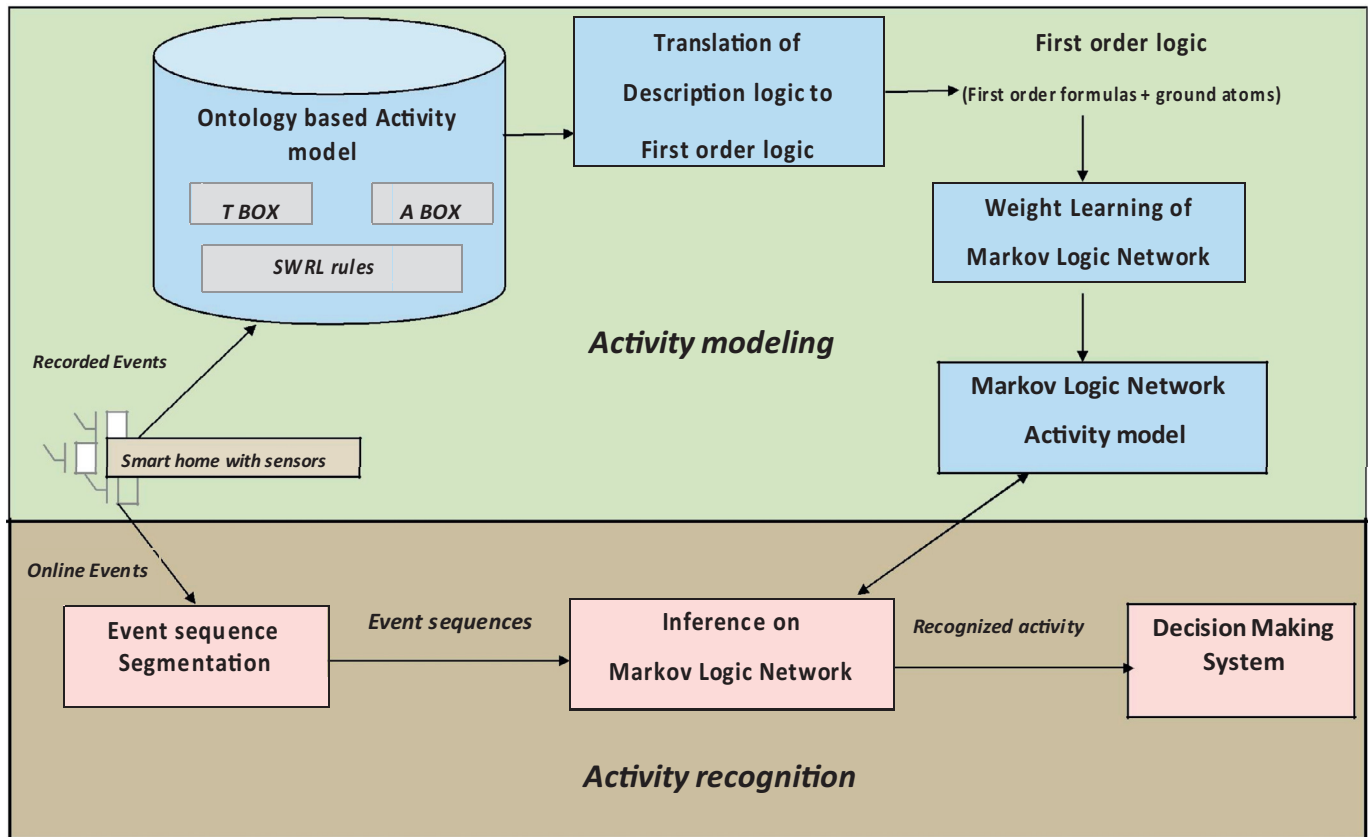 Ontology based Activity
model
T BOX
A BOX
SWRL rules
Translation of
Description logic to
First order logic
First order logic
(First order formulas + ground atoms)
Weight Learning of
Markov Logic Network
Markov Logic Network
Activity model
Activity modeling
Recorded Events
Smart home with sensors
Online Events
Event sequence
Segmentation
Event sequences
Inference on
Markov Logic Network
Recognized activity
Decision Making
System
Activity recognition